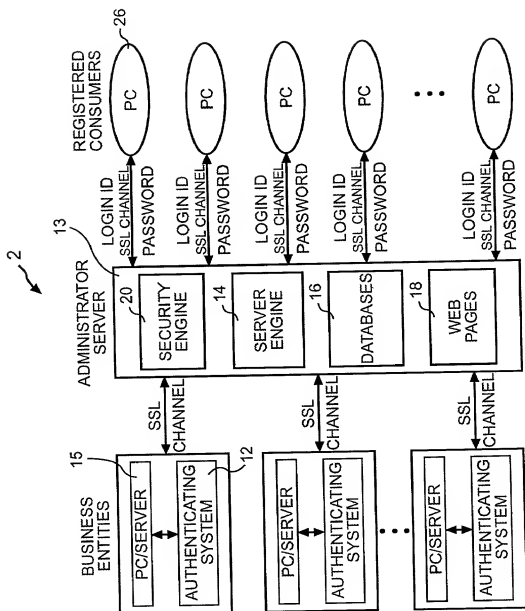 2
BUSINESS
ENTITIES
15
PC/SERVER
AUTHENTICATING
SYSTEM
12
PC/SERVER
AUTHENTICATING
SYSTEM
PC/SERVER
AUTHENTICATING
SYSTEM
SSL
CHANNEL
SSL
CHANNEL
SSL
CHANNEL
ADMINISTRATOR
SERVER
13
20
SECURITY
ENGINE
14
SERVER
ENGINE
16
DATABASES
18
WEB
PAGES
LOGIN ID
SSL CHANNEL
PASSWORD
LOGIN ID
SSL CHANNEL
PASSWORD
LOGIN ID
SSL CHANNEL
PASSWORD
LOGIN ID
SSL CHANNEL
PASSWORD
LOGIN ID
SSL CHANNEL
PASSWORD
REGISTERED
CONSUMERS
26
PC
PC
PC
PC
PC